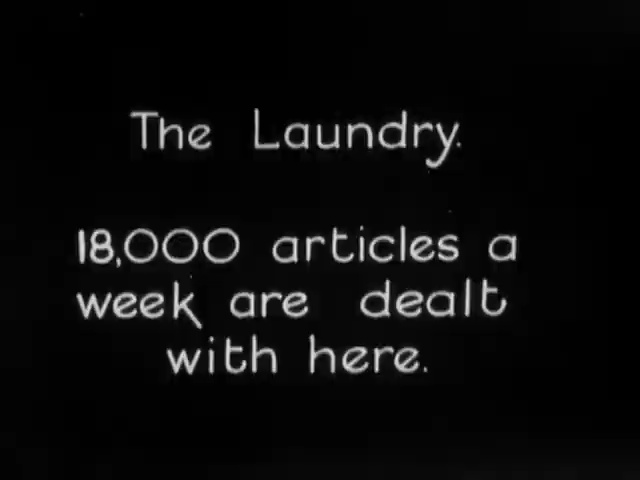 The Laundry.
18,000 articles a
week are dealt
with here.